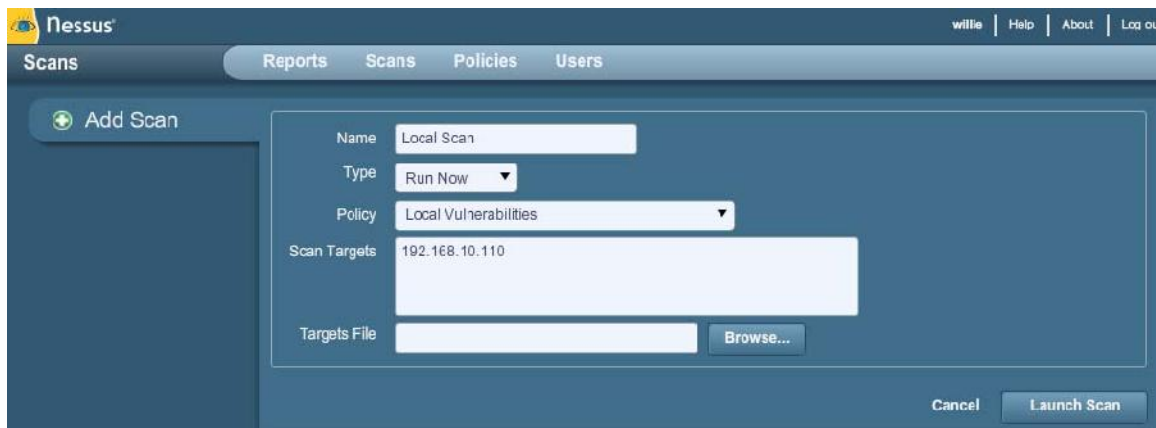 Nessus
willie | Help | About | Log ou
Scans
Reports Scans Policies Users
Add Scan
Name Local Scan
Type Run Now
Policy Local Vulnerabilities
Scan Targets 192.168.10.110
Targets File Browse...
Cancel Launch Scan